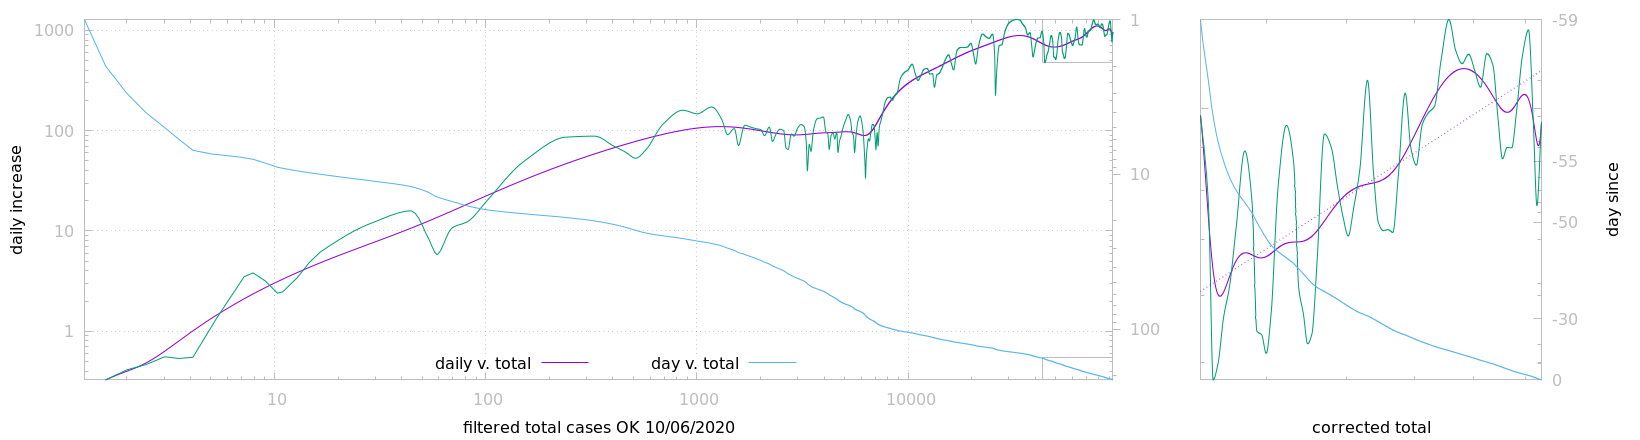 1000
100
10
1
daily increase
10
100
1000
10000
filtered total cases OK 10/06/2020
daily v. total
day v. total
1
10
100
-59
-55
-50
-30
0
day since
corrected total